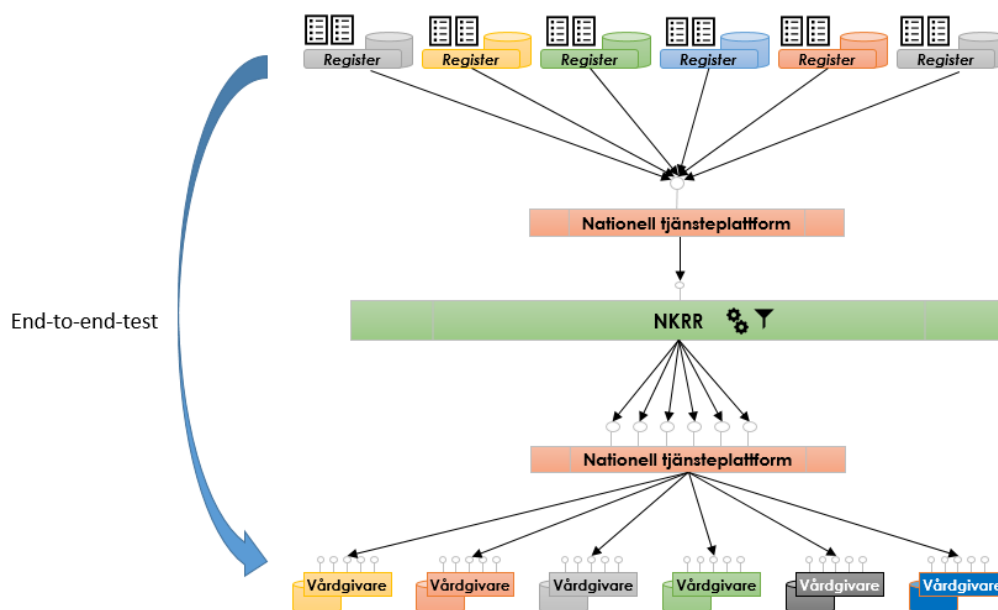 Register
Register
Register
Register
Register
Register
Nationell tjänsteplattform
End-to-end-test
NKRR
Nationell tjänsteplattform
Vårdgivare
Vårdgivare
Vårdgivare
Vårdgivare
Vårdgivare
Vårdgivare